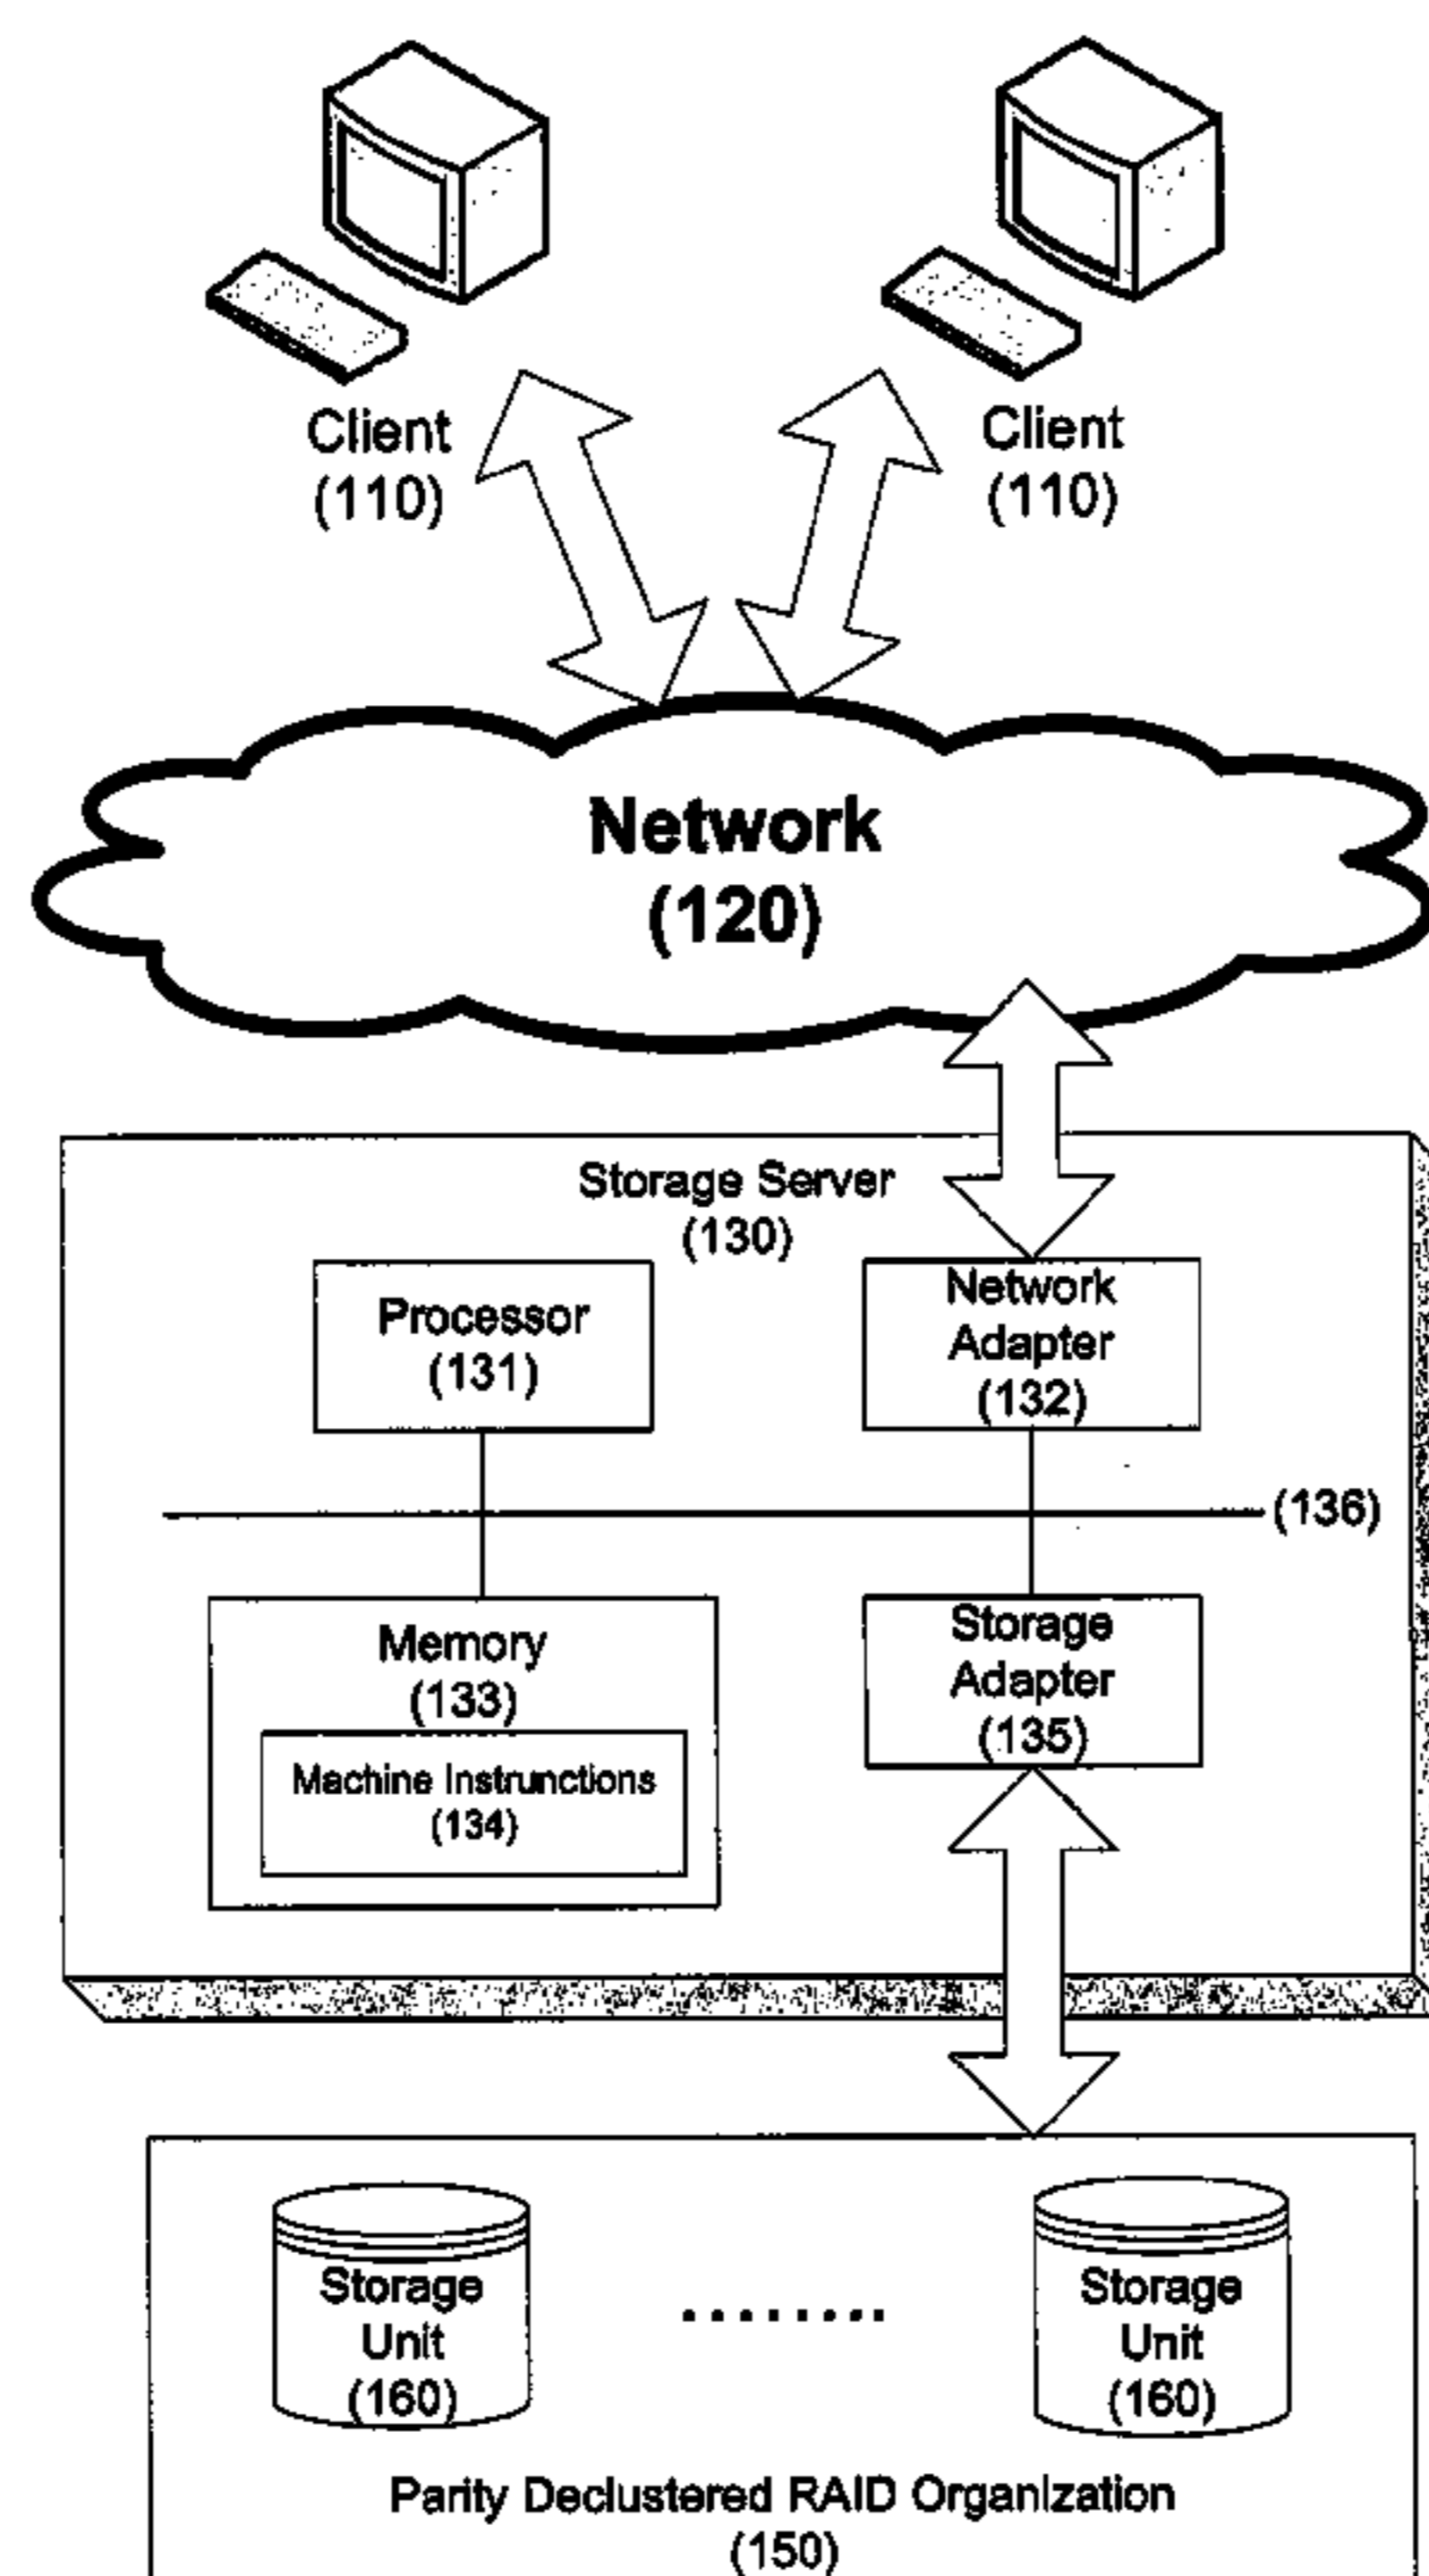 Client
(110)
Client
(110)
Network
(120)
Storage Server
(130)
Processor
(131)
Network
Adapter
(132)
(136)
Memory
(133)
Machine Instrunctions
(134)
Storage
Adapter
(135)
Storage
Unit
(160)
........
Storage
Unit
(160)
Parity Declustered RAID Organization
(150)